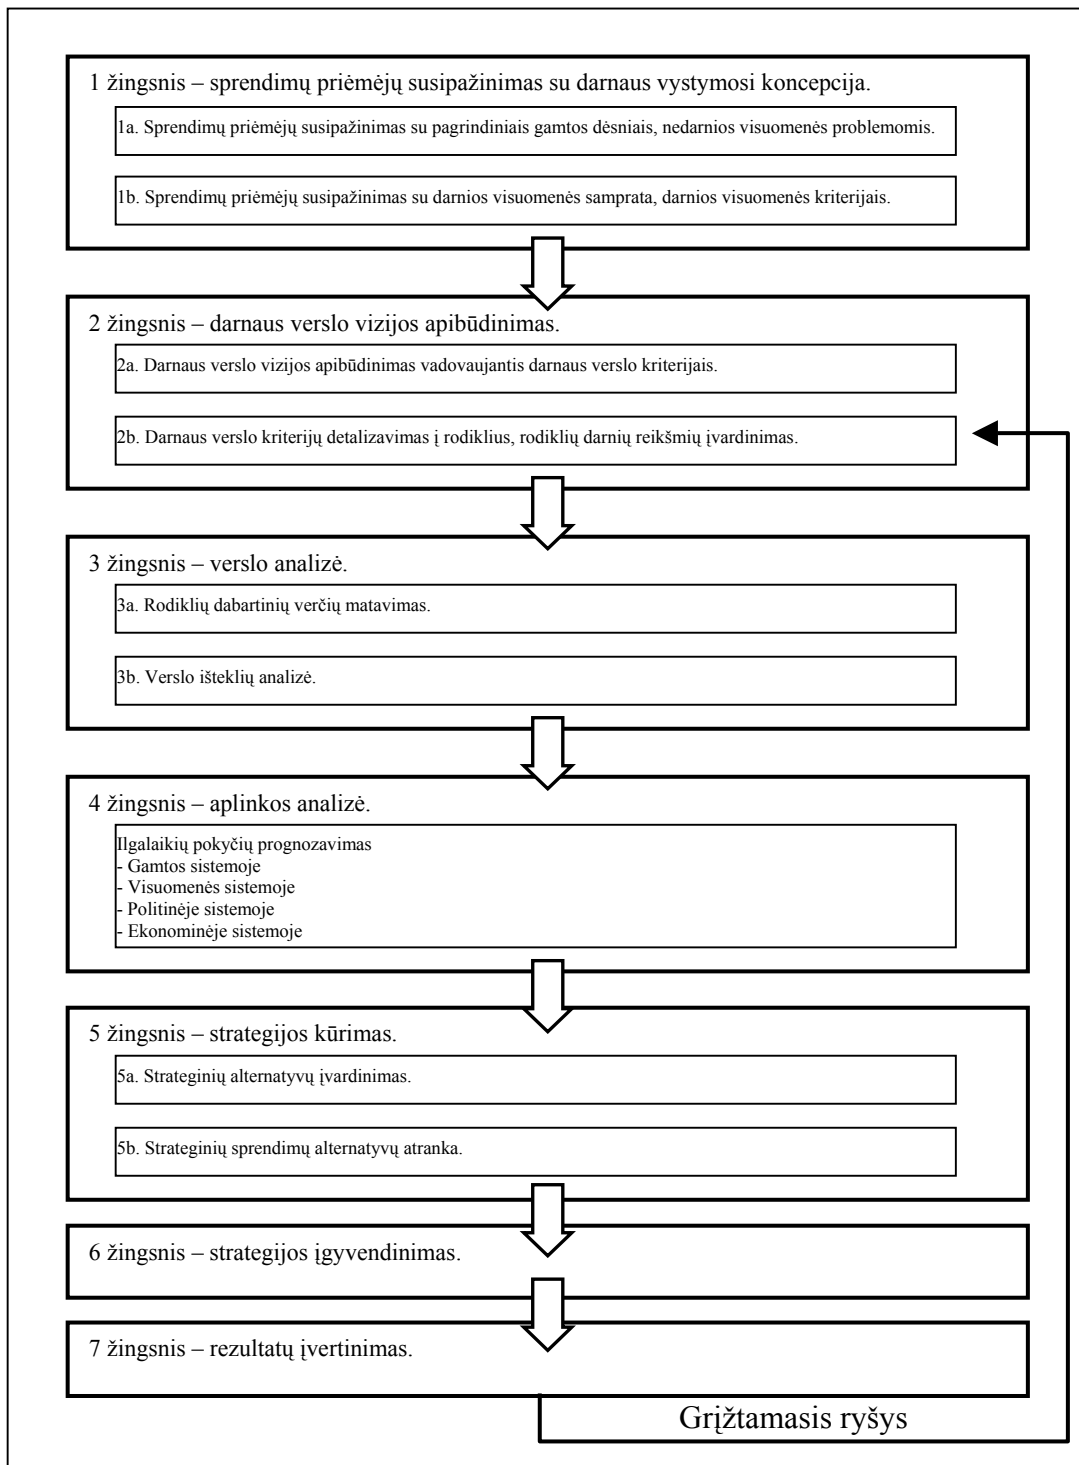 1 žingsnis – sprendimų priėmėjų susipažinimas su darnaus vystymosi koncepcija.
1a. Sprendimų priėmėjų susipažinimas su pagrindiniais gamtos dėsniais, nedarnios visuomenės problemomis.
1b. Sprendimų priėmėjų susipažinimas su darnios visuomenės samprata, darnios visuomenės kriterijais.
2 žingsnis – darnaus verslo vizijos apibūdinimas.
2a. Darnaus verslo vizijos apibūdinimas vadovaujantis darnaus verslo kriterijais.
2b. Darnaus verslo kriterijų detalizavimas į rodiklius, rodiklių darnių reikšmių įvardinimas.
3 žingsnis – verslo analizė.
3a. Rodiklių dabartinių verčių matavimas.
3b. Verslo išteklių analizė.
4 žingsnis – aplinkos analizė.
Ilgalaikių pokyčių prognozavimas
- Gamtos sistemoje
- Visuomenės sistemoje
- Politinėje sistemoje
- Ekonominėje sistemoje
5 žingsnis – strategijos kūrimas.
5a. Strateginių alternatyvų įvardinimas.
5b. Strateginių sprendimų alternatyvų atranka.
6 žingsnis – strategijos įgyvendinimas.
7 žingsnis – rezultatų įvertinimas.
Grįžtamasis ryšys